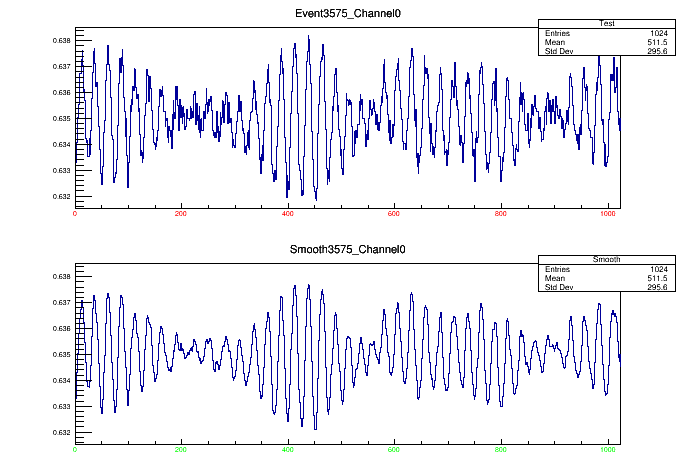 Event3575_Channel0
Test
Entries 1024
Mean 511.5
Std Dev 295.6
0.638
0.637
0.636
0.635
0.634
0.633
0.632
0 200 400 600 800 1000
Smooth3575_Channel0
Smooth
Entries 1024
Mean 511.5
Std Dev 295.6
0.638
0.637
0.636
0.635
0.634
0.633
0.632
0 200 400 600 800 1000